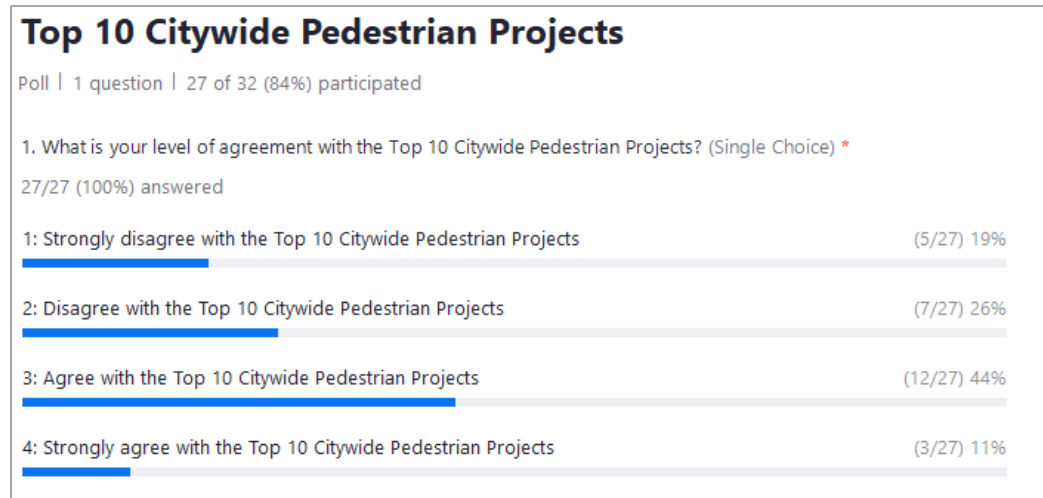 Top 10 Citywide Pedestrian Projects
Poll | 1 question | 27 of 32 (84%) participated
1. What is your level of agreement with the Top 10 Citywide Pedestrian Projects? (Single Choice) *
27/27 (100%) answered
1: Strongly disagree with the Top 10 Citywide Pedestrian Projects (5/27) 19%
2: Disagree with the Top 10 Citywide Pedestrian Projects (7/27) 26%
3: Agree with the Top 10 Citywide Pedestrian Projects (12/27) 44%
4: Strongly agree with the Top 10 Citywide Pedestrian Projects (3/27) 11%